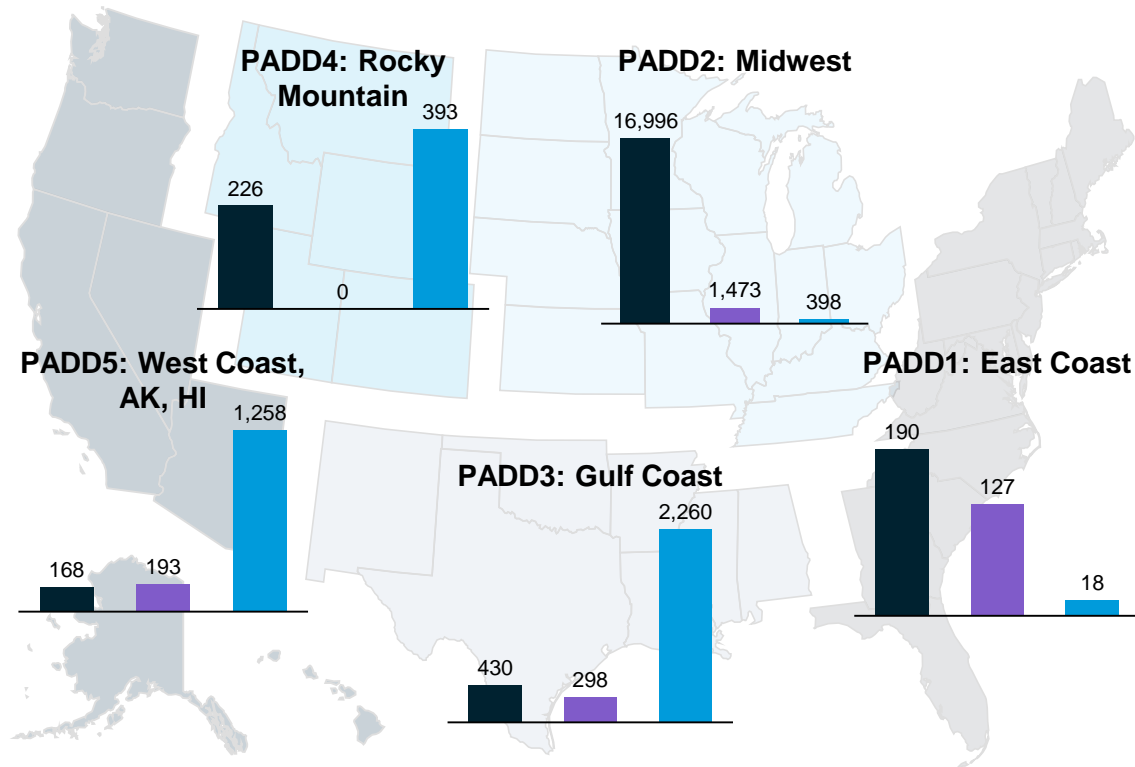 PADD4: Rocky
Mountain
226
0
393
PADD2: Midwest
16,996
1,473
398
PADD5: West Coast,
AK, HI
168
193
1,258
PADD3: Gulf Coast
430
298
2,260
PADD1: East Coast
190
127
18